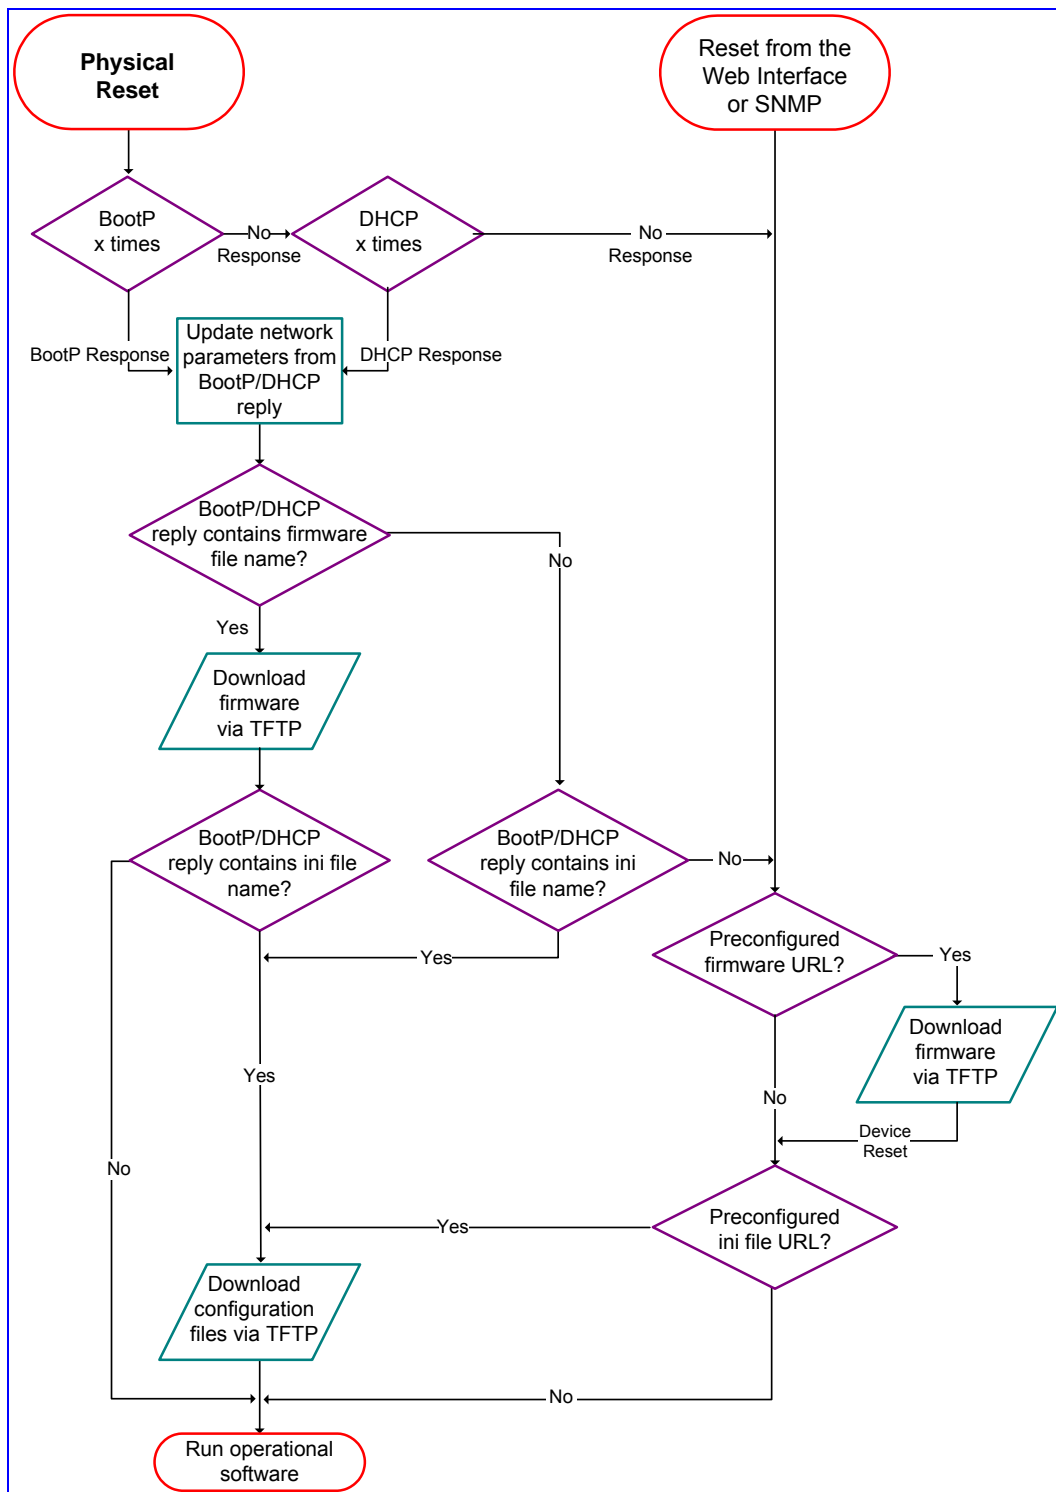 Physical
Reset
Reset from the
Web Interface
or SNMP
BootP
x times
No
Response
DHCP
x times
No
Response
BootP Response
Update network
parameters from
BootP/DHCP
reply
DHCP Response
BootP/DHCP
reply contains firmware
file name?
No
Yes
Download
firmware
via TFTP
BootP/DHCP
reply contains ini file
name?
BootP/DHCP
reply contains ini
file name?
No
Yes
Preconfigured
firmware URL?
Yes
Download
firmware
via TFTP
Yes
No
Device
Reset
No
Preconfigured
ini file URL?
Yes
Download
configuration
files via TFTP
No
Run operational
software